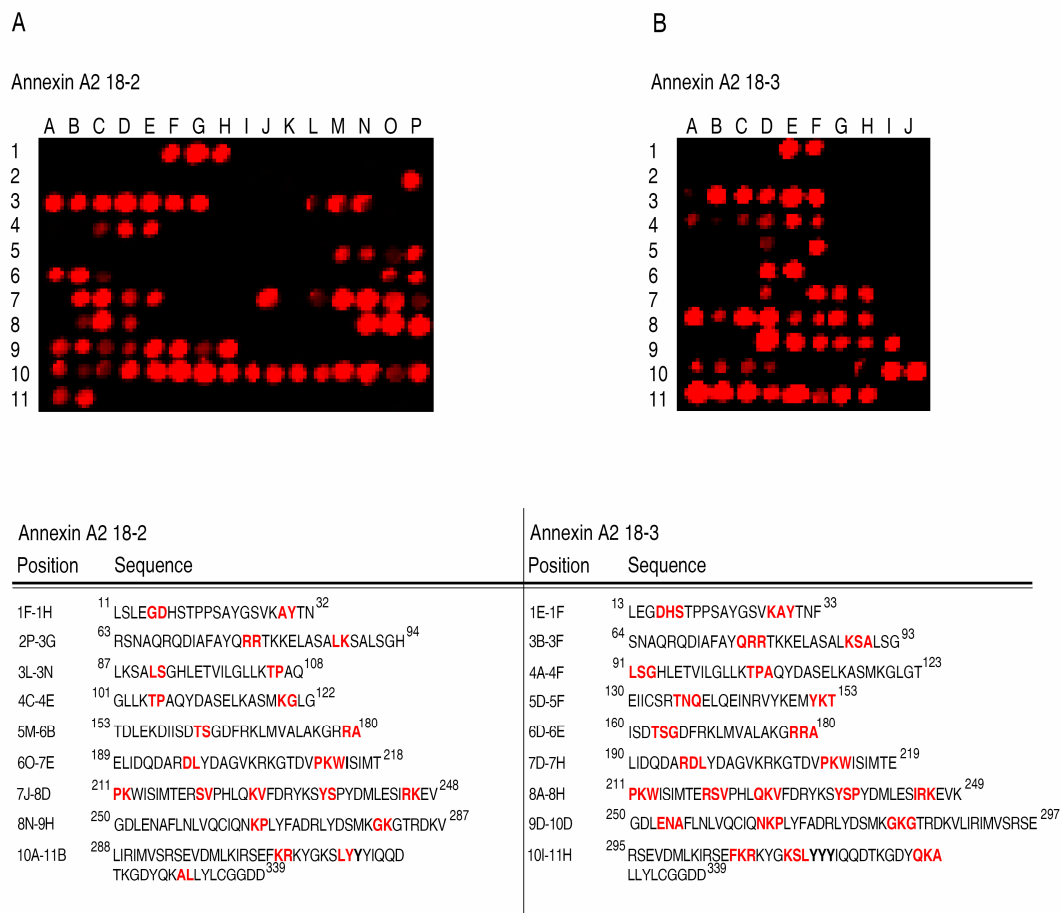 A
B
Annexin A2 18-2
Annexin A2 18-3
A B C D E F G H I J K L M N O P
A B C D E F G H I J
1
2
3
4
5
6
7
8
9
10
11
1
2
3
4
5
6
7
8
9
10
11
Annexin A2 18-2
Position Sequence
1F-1H 11 LSLEGDHSTPPSAYGSVKAYTN 32
2P-3G 63 RSNAQRQDIAFAYQRRTKKELASALKSALSGH 94
3L-3N 87 LKSALSGHLETVILGLLKTPAQ 108
4C-4E 101 GLLKTPAQYDASELKASMKGLG 122
5M-6B 153 TDLEKDIISDTSGDFRKLMVALAKGRRA 180
6O-7E 189 ELIDQDARDLYDAGVKRKGTDVPKWISIMT 218
7J-8D 211 PKWISIMTERSVPHLQKVFDRYKSYSPYDMLESIRKEV 248
8N-9H 250 GDLENAFLNLVQCIQNKPLYFADRLYDSMKGKGTRDKV 287
10A-11B 288 LIRIMVSRSEVDMLKIRSEFKRKYGKSLYYYIQQD
TKGDYQKALLYLCGGDD 339
Annexin A2 18-3
Position Sequence
1E-1F 13 LEGDHSTPPSAYGSVKAYTNF 33
3B-3F 64 SNAQRQDIAFAYQRRTKKELASALKSALSG 93
4A-4F 91 LSGHLETVILGLLKTPAQYDASELKASMKGLGT 123
5D-5F 130 EIICSRTNQELQEINRVYKEMYKT 153
6D-6E 160 ISDTSGDFRKLMVALAKGRRA 180
7D-7H 190 LIDQDARDLYDAGVKRKGTDVPKWISIMTE 219
8A-8H 211 PKWISIMTERSVPHLQKVFDRYKSYSPYDMLESIRKEVK 249
9D-10D 250 GDLENAFLNLVQCIQNKPLYFADRLYDSMKGKGTRDKVLIRIMVSRSE 297
10I-11H 295 RSEVDMLKIRSEFKRKYGKSLYYYIQQDTKGDYQKA
LLYLCGGDD 339